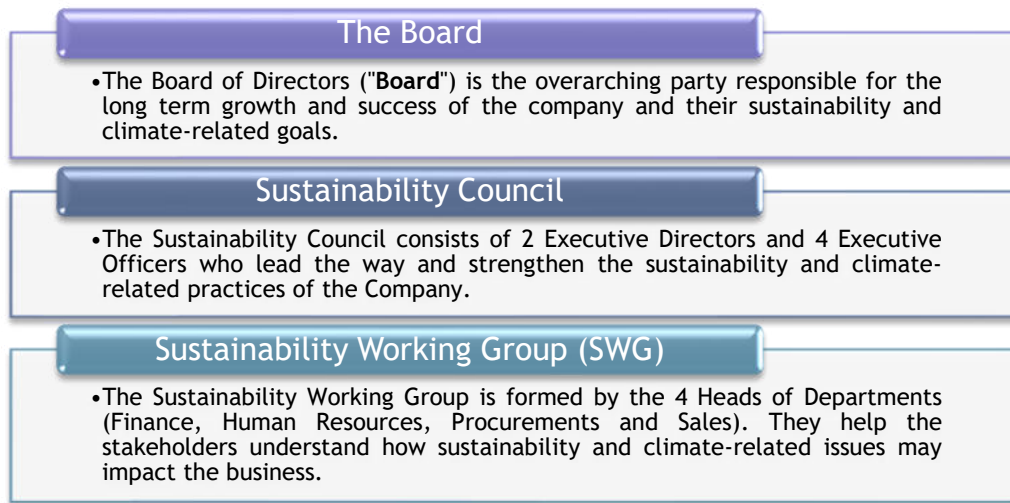 The Board
•The Board of Directors ("Board") is the overarching party responsible for the
long term growth and success of the company and their sustainability and
climate-related goals.
Sustainability Council
•The Sustainability Council consists of 2 Executive Directors and 4 Executive
Officers who lead the way and strengthen the sustainability and climate-
related practices of the Company.
Sustainability Working Group (SWG)
•The Sustainability Working Group is formed by the 4 Heads of Departments
(Finance, Human Resources, Procurements and Sales). They help the
stakeholders understand how sustainability and climate-related issues may
impact the business.